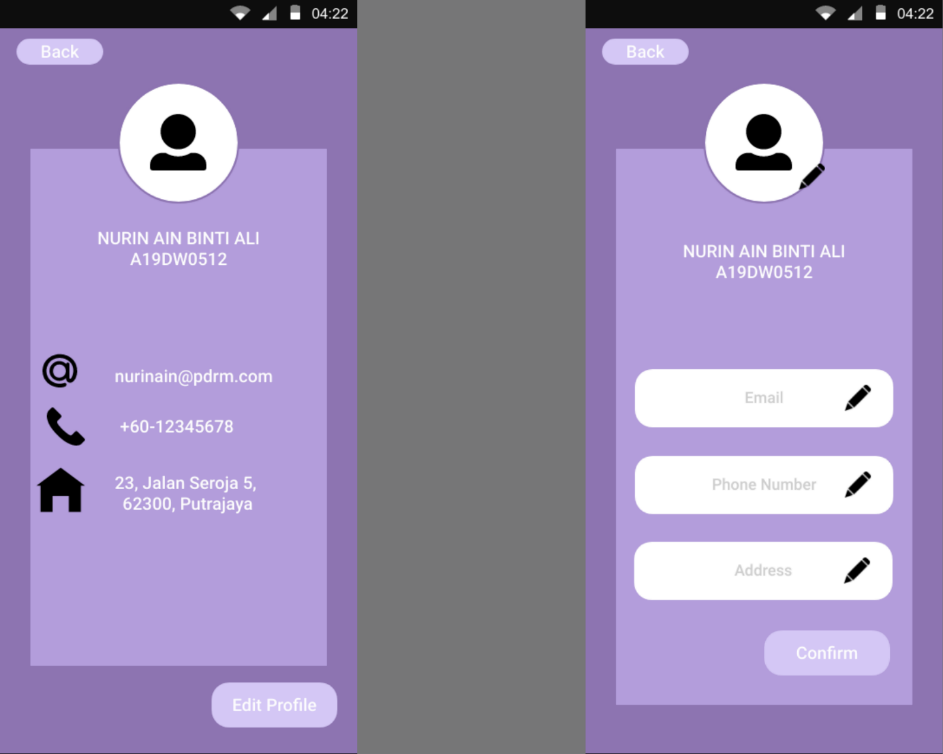 04:22
Back
NURIN AIN BINTI ALI
A19DW0512
nurinain@pdrm.com
+60-12345678
23, Jalan Seroja 5,
62300, Putrajaya
Edit Profile
04:22
Back
NURIN AIN BINTI ALI
A19DW0512
Email
Phone Number
Address
Confirm